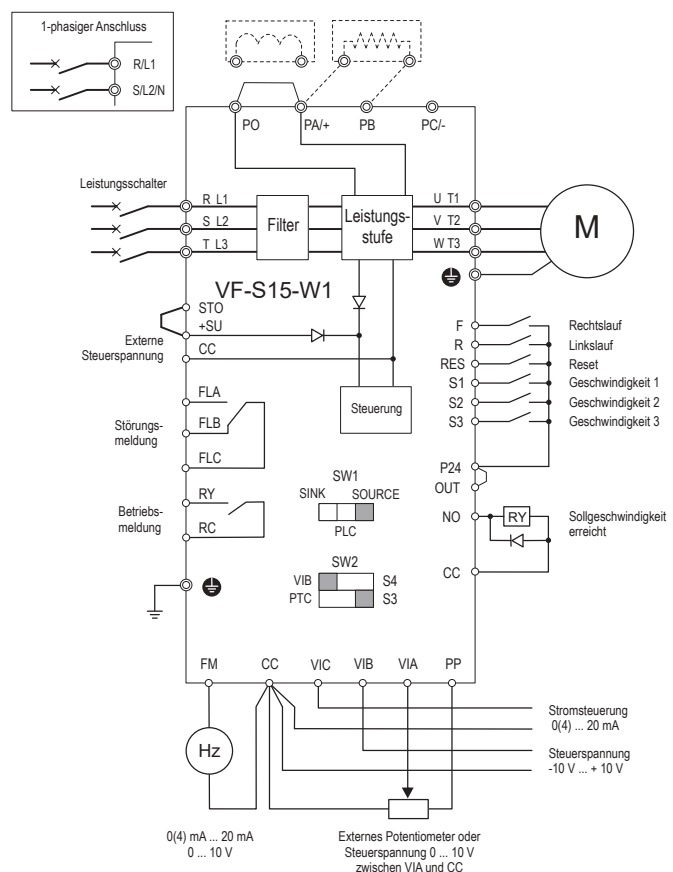 1-phasiger Anschluss
R/L1
S/L2/N
PO
PA/+
PB
PC/-
Leistungsschalter
R L1
S L2
T L3
Filter
Leistungs-
stufe
U T1
V T2
W T3
M
VF-S15-W1
STO
+SU
CC
Externe
Steuerspannung
FLA
FLB
FLC
Störungs-
meldung
RY
RC
Betriebs-
meldung
Steuerung
SW1
SINK SOURCE
PLC
SW2
VIB S4
PTC S3
F Rechtslauf
R Linkslauf
RES Reset
S1 Geschwindigkeit 1
S2 Geschwindigkeit 2
S3 Geschwindigkeit 3
P24
OUT
NO
RY
Sollgeschwindigkeit
erreicht
CC
FM CC VIC VIB VIA PP
Hz
Stromsteuerung
0(4) ... 20 mA
Steuerspannung
-10 V ... + 10 V
0(4) mA ... 20 mA
0 ... 10 V
Externes Potentiometer oder
Steuerspannung 0 ... 10 V
zwischen VIA und CC